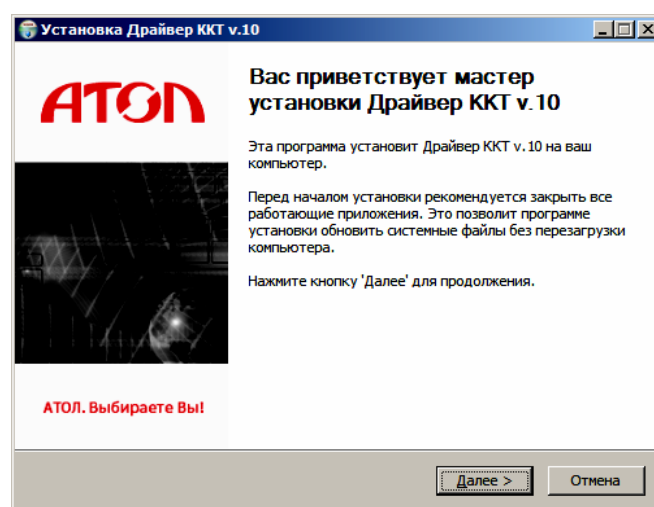 Установка Драйвер ККТ v.10
АТОЛ
Вас приветствует мастер
установки Драйвер ККТ v.10
Эта программа установит Драйвер ККТ v.10 на ваш
компьютер.
Перед началом установки рекомендуется закрыть все
работающие приложения. Это позволит программе
установки обновить системные файлы без перезагрузки
компьютера.
Нажмите кнопку 'Далее' для продолжения.
АТОЛ. Выбираете Вы!
Далее >
Отмена